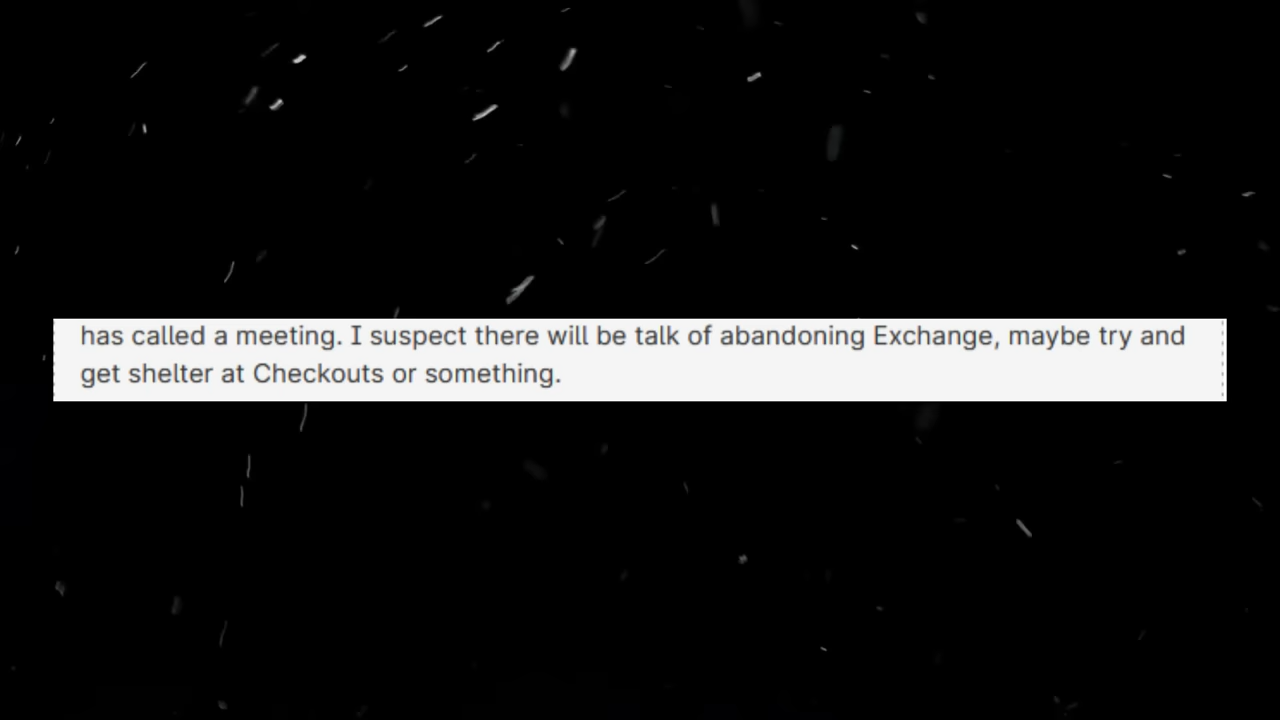 has called a meeting. I suspect there will be talk of abandoning Exchange, maybe try and
get shelter at Checkouts or something.